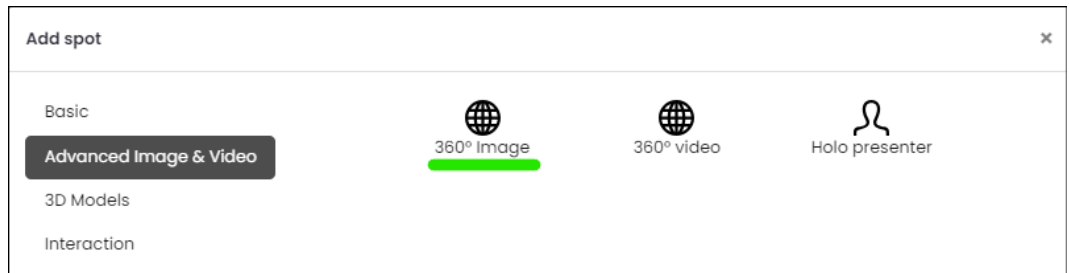 Add spot
×
Basic
Advanced Image & Video
3D Models
Interaction
360° Image
360° video
Holo presenter